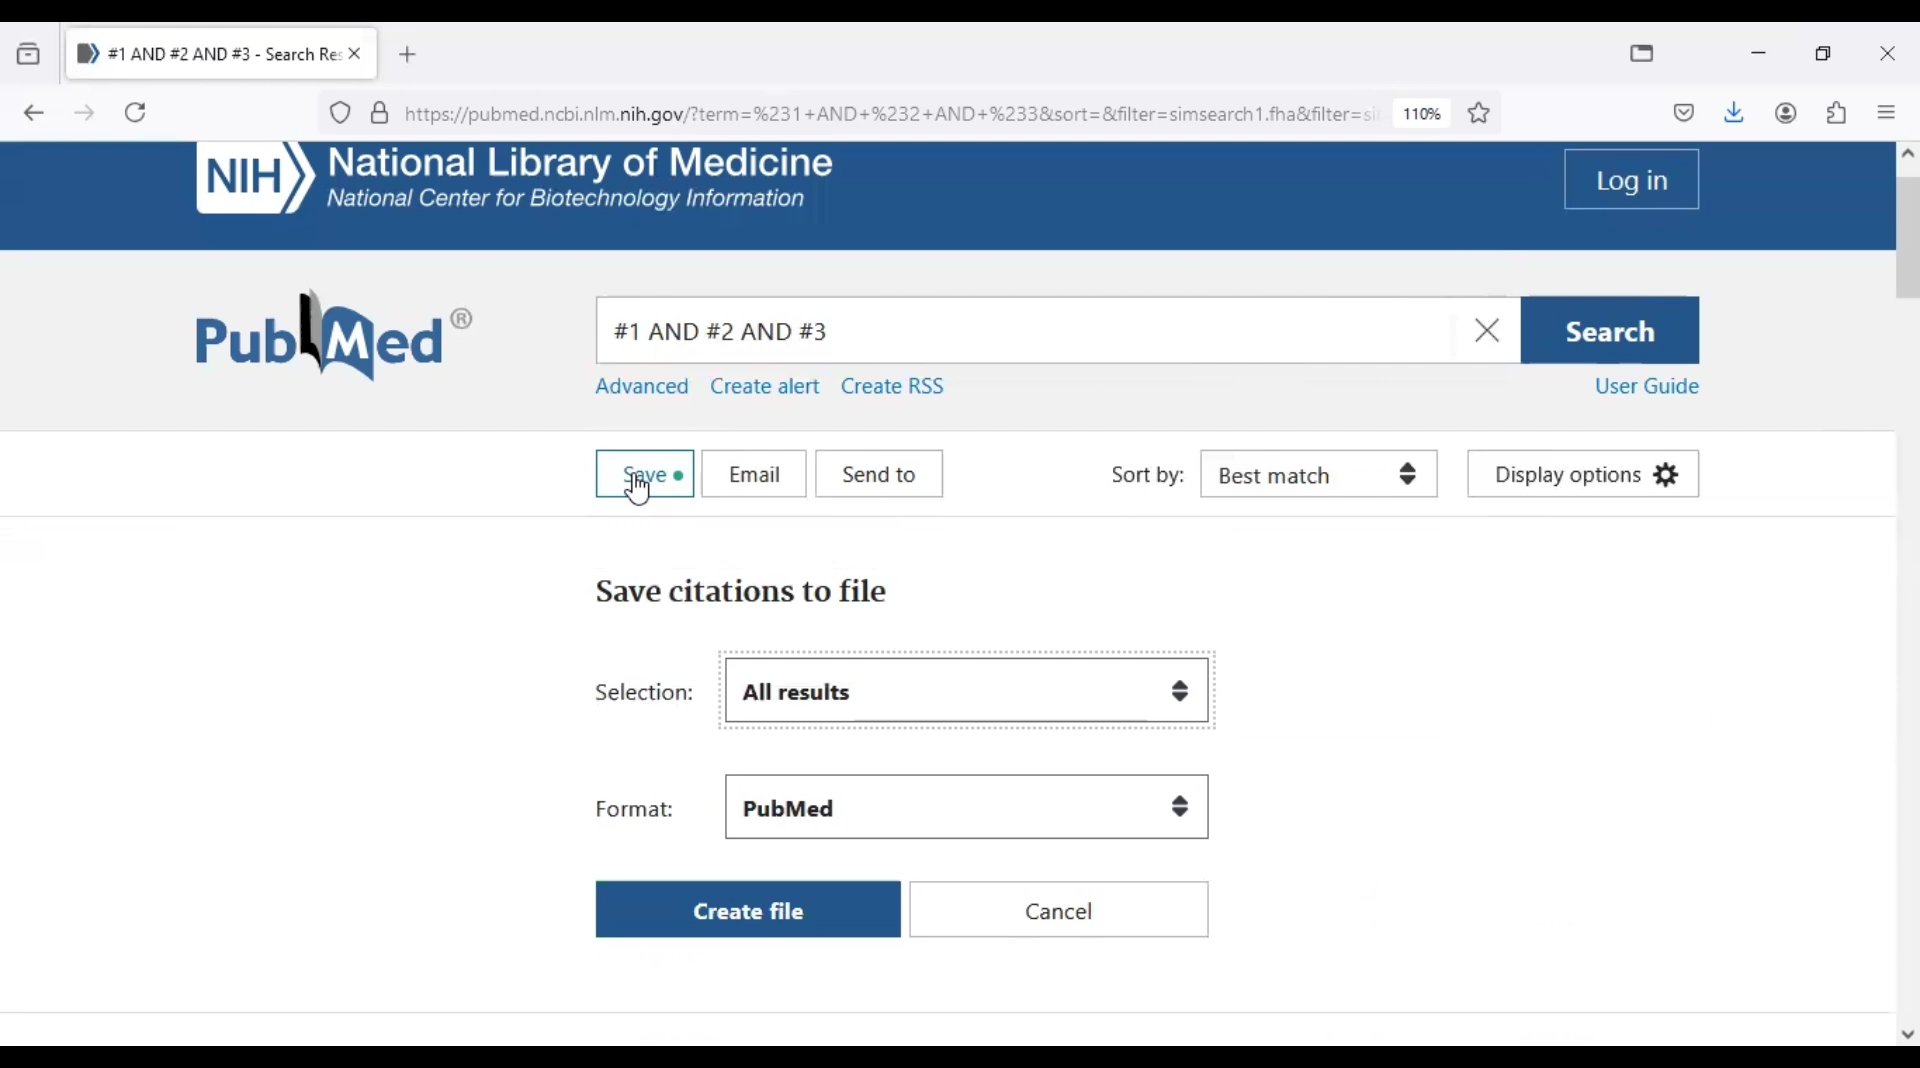 #1 AND #2 AND #3 - Search Res
https://pubmed.ncbi.nlm.nih.gov/?term=%231+AND+%232+AND+%233&sort=&filter=simsearch1.fha&filter=si
110%
NIH
National Library of Medicine
National Center for Biotechnology Information
Log in
PubMed®
#1 AND #2 AND #3
Search
Advanced Create alert Create RSS
User Guide
Save Email Send to Sort by: Best match Display options
Save citations to file
Selection: All results
Format: PubMed
Create file Cancel